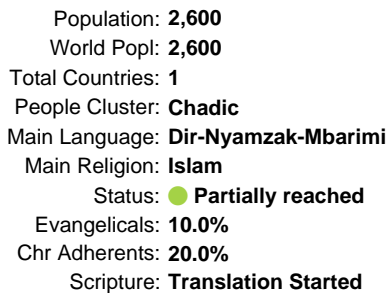 Population: 2,600
World Popl: 2,600
Total Countries: 1
People Cluster: Chadic
Main Language: Dir-Nyamzak-Mbarimi
Main Religion: Islam
Status: Partially reached
Evangelicals: 10.0%
Chr Adherents: 20.0%
Scripture: Translation Started